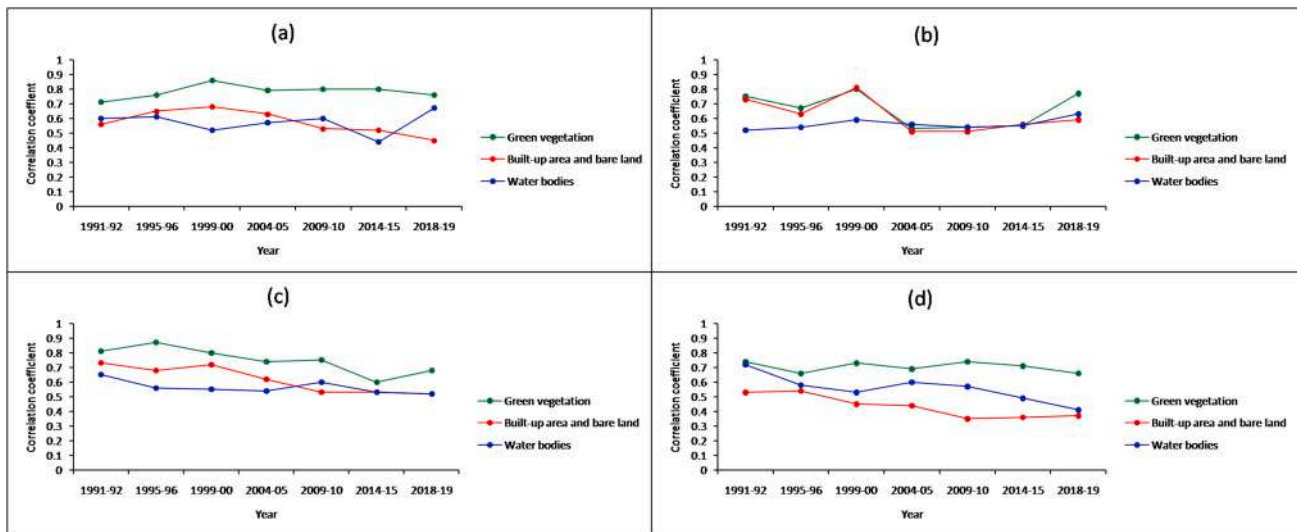 (a)
Correlation coeffient
1
0.9
0.8
0.7
0.6
0.5
0.4
0.3
0.2
0.1
0
1991-92 1995-96 1999-00 2004-05 2009-10 2014-15 2018-19
Year
Green vegetation
Built-up area and bare land
Water bodies
(b)
Correlation coefficient
1
0.9
0.8
0.7
0.6
0.5
0.4
0.3
0.2
0.1
0
1991-92 1995-96 1999-00 2004-05 2009-10 2014-15 2018-19
Year
Green vegetation
Built-up area and bare land
Water bodies
(c)
Correlation coefficient
1
0.9
0.8
0.7
0.6
0.5
0.4
0.3
0.2
0.1
0
1991-92 1995-96 1999-00 2004-05 2009-10 2014-15 2018-19
Year
Green vegetation
Built-up area and bare land
Water bodies
(d)
Correlation coefficient
1
0.9
0.8
0.7
0.6
0.5
0.4
0.3
0.2
0.1
0
1991-92 1995-96 1999-00 2004-05 2009-10 2014-15 2018-19
Year
Green vegetation
Built-up area and bare land
Water bodies